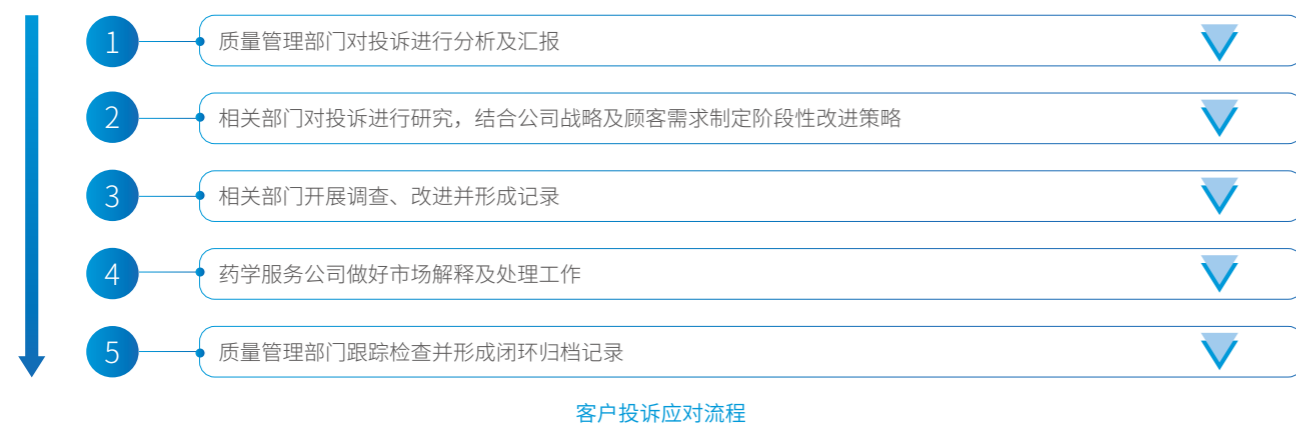 1
质量管理部门对投诉进行分析及汇报
2
相关部门对投诉进行研究，结合公司战略及顾客需求制定阶段性改进策略
3
相关部门开展调查、改进并形成记录
4
药学服务公司做好市场解释及处理工作
5
质量管理部门跟踪检查并形成闭环归档记录
客户投诉应对流程